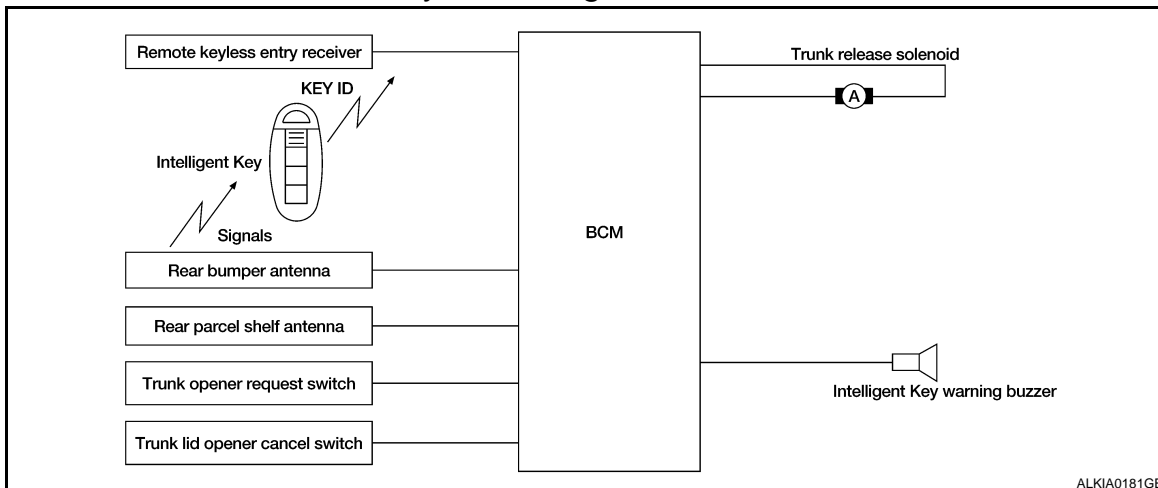 Remote keyless entry receiver
KEY ID
Intelligent Key
Signals
Rear bumper antenna
Rear parcel shelf antenna
Trunk opener request switch
Trunk lid opener cancel switch
BCM
Trunk release solenoid
A
Intelligent Key warning buzzer